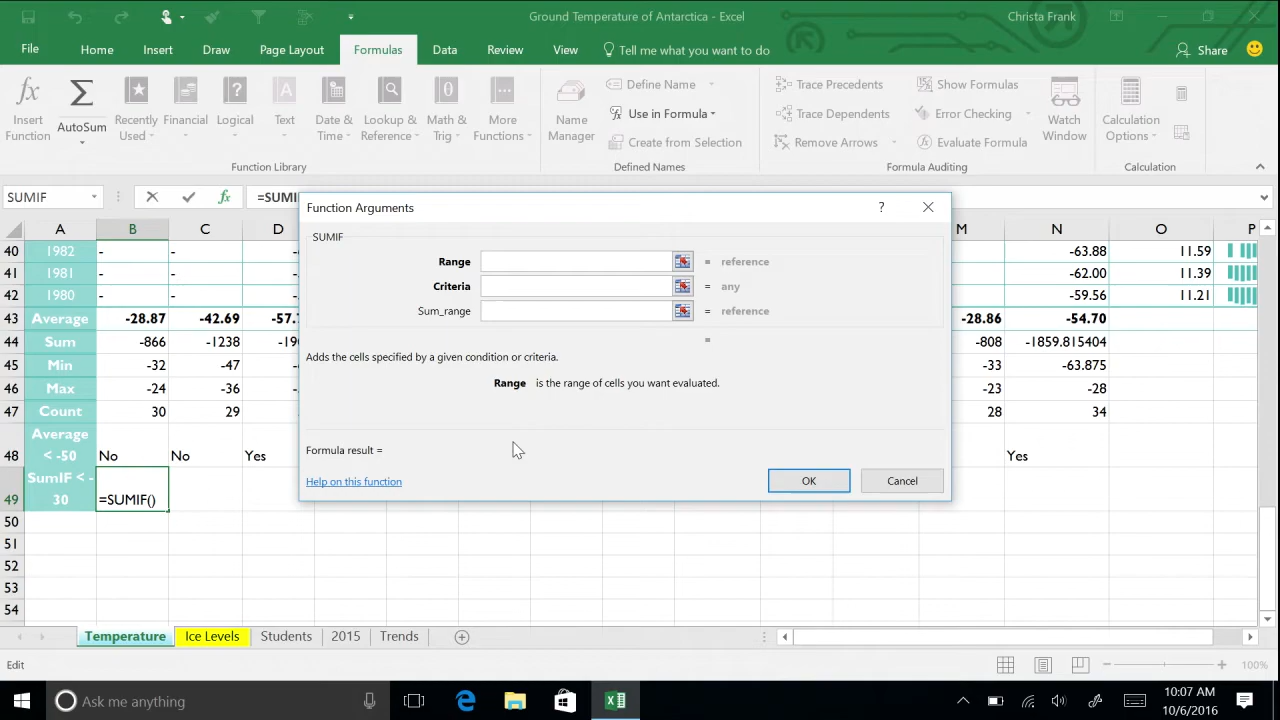 Ground Temperature of Antarctica - Excel
Christa Frank
File
Home
Insert
Draw
Page Layout
Formulas
Data
Review
View
Tell me what you want to do
Share
Insert
Function
AutoSum
Recently
Used
Financial
Logical
Text
Date &
Time
Lookup &
Reference
Math &
Trig
More
Functions
Function Library
Name
Manager
Define Name
Use in Formula
Create from Selection
Defined Names
Trace Precedents
Trace Dependents
Remove Arrows
Show Formulas
Error Checking
Evaluate Formula
Formula Auditing
Watch
Window
Calculation
Options
Calculation
SUMIF
fx
=SUMI
A B C D M N O P
40 1982 - - -63.88 11.59
41 1981 - - -62.00 11.39
42 1980 - - -59.56 11.21
43 Average -28.87 -42.69 -57.7 -28.86 -54.70
44 Sum -866 -1238 -190 -808 -1859.815404
45 Min -32 -47 -33 -63.875
46 Max -24 -36 -23 -28
47 Count 30 29 28 34
48 Average < -50 No No Yes Yes
49 SumIF < -30 =SUMIF()
50
51
52
53
54
Function Arguments
?
SUMIF
Range = reference
Criteria = any
Sum_range = reference
=
Adds the cells specified by a given condition or criteria.
Range is the range of cells you want evaluated.
Formula result =
Help on this function
OK
Cancel
Temperature
Ice Levels
Students
2015
Trends
Edit
100%
Ask me anything
10:07 AM
10/6/2016